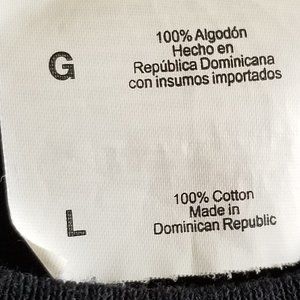 G
100% Algodón
Hecho en
República Dominicana
con insumos importados
L
100% Cotton
Made in
Dominican Republic